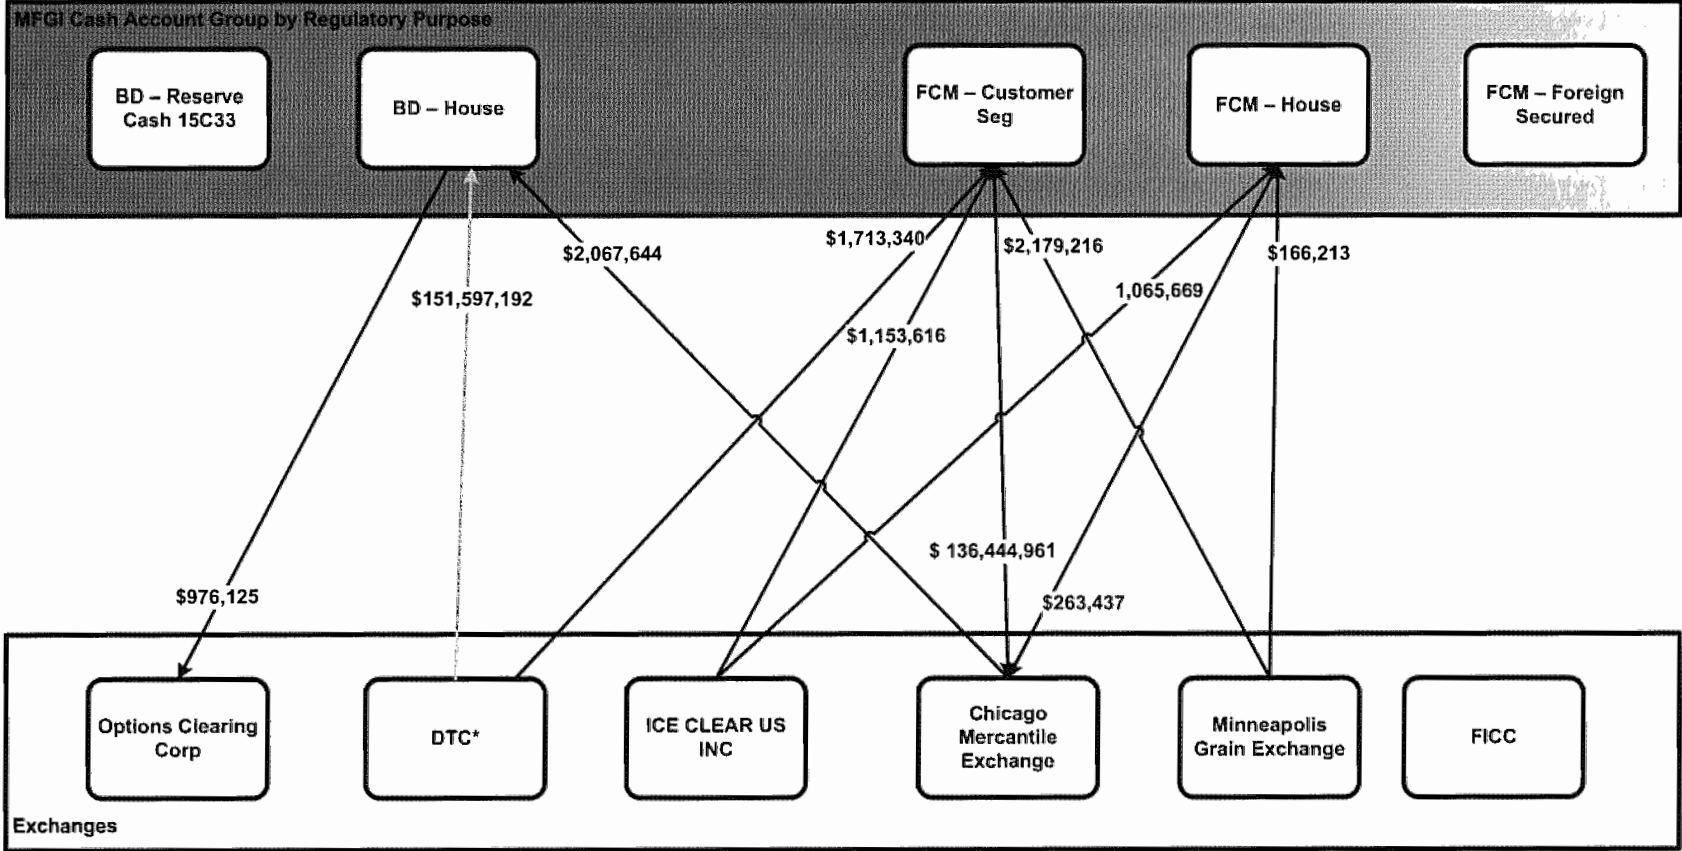 MFGI Cash Account Group by Regulatory Purpose
BD – Reserve
Cash 15C33
BD – House
FCM – Customer
Seg
FCM – House
FCM – Foreign
Secured
$1,713,340
$2,179,216
$2,067,644
$166,213
1,065,669
$151,597,192
$1,153,616
$ 136,444,961
$976,125
$263,437
Options Clearing
Corp
DTC*
ICE CLEAR US
INC
Chicago
Mercantile
Exchange
Minneapolis
Grain Exchange
FICC
Exchanges